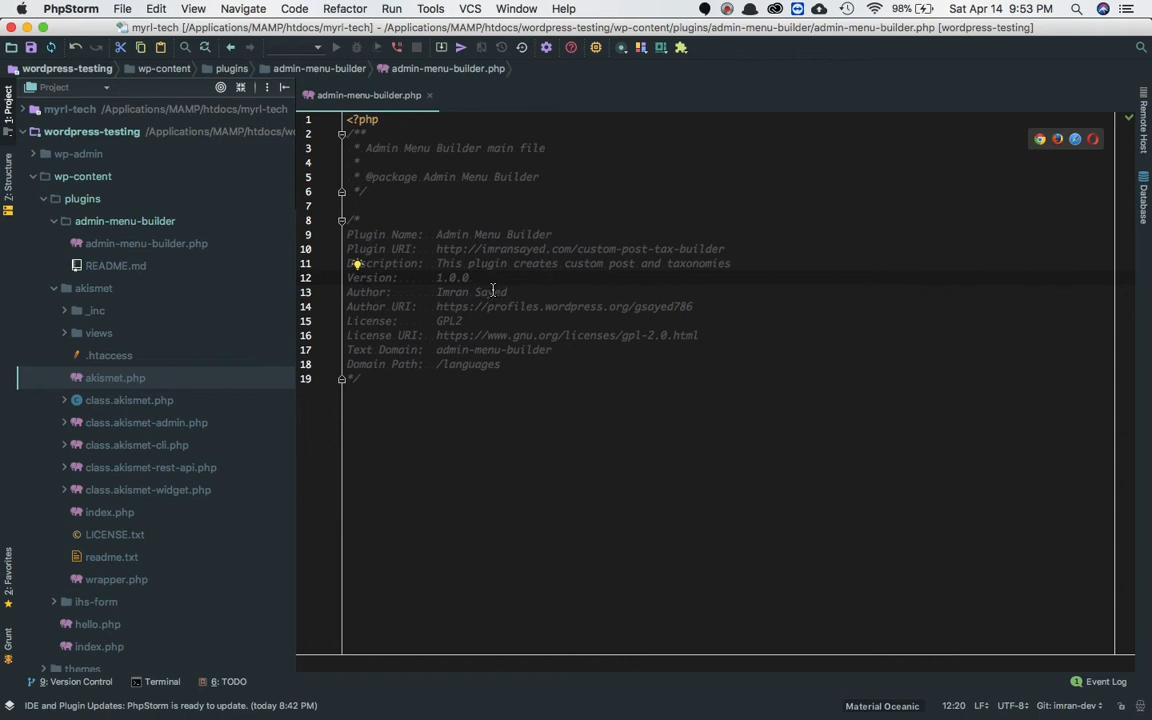 PhpStorm File Edit View Navigate Code Refactor Run Tools VCS Window Help 98% Sat Apr 14 9:53 PM
myrl-tech [/Applications/MAMP/htdocs/myrl-tech] - /Applications/MAMP/htdocs/wordpress-testing/wp-content/plugins/admin-menu-builder/admin-menu-builder.php [wordpress-testing]
wordpress-testing wp-content plugins admin-menu-builder admin-menu-builder.php
Project
admin-menu-builder.php
1: Project
Z: Structure
2: Favorites
Grunt
myrl-tech /Applications/MAMP/htdocs/myrl-tech
wordpress-testing /Applications/MAMP/htdocs/w
wp-admin
wp-content
plugins
admin-menu-builder
admin-menu-builder.php
README.md
akismet
_inc
views
.htaccess
akismet.php
class.akismet.php
class.akismet-admin.php
class.akismet-cli.php
class.akismet-rest-api.php
class.akismet-widget.php
index.php
LICENSE.txt
readme.txt
wrapper.php
ihs-form
hello.php
index.php
themes
1 <?php
2 /**
3 * Admin Menu Builder main file
4 *
5 * @package Admin Menu Builder
6 */
7
8 /*
9 Plugin Name: Admin Menu Builder
10 Plugin URI: http://imransayed.com/custom-post-tax-builder
11 Description: This plugin creates custom post and taxonomies
12 Version: 1.0.0
13 Author: Imran Sayed
14 Author URI: https://profiles.wordpress.org/gsayed786
15 License: GPL2
16 License URI: https://www.gnu.org/licenses/gpl-2.0.html
17 Text Domain: admin-menu-builder
18 Domain Path: /languages
19 */
Remote Host
Database
9: Version Control Terminal 6: TODO 1 Event Log
IDE and Plugin Updates: PhpStorm is ready to update. (today 8:42 PM) Material Oceanic 12:20 LF÷ UTF-8÷ Git: imran-dev÷